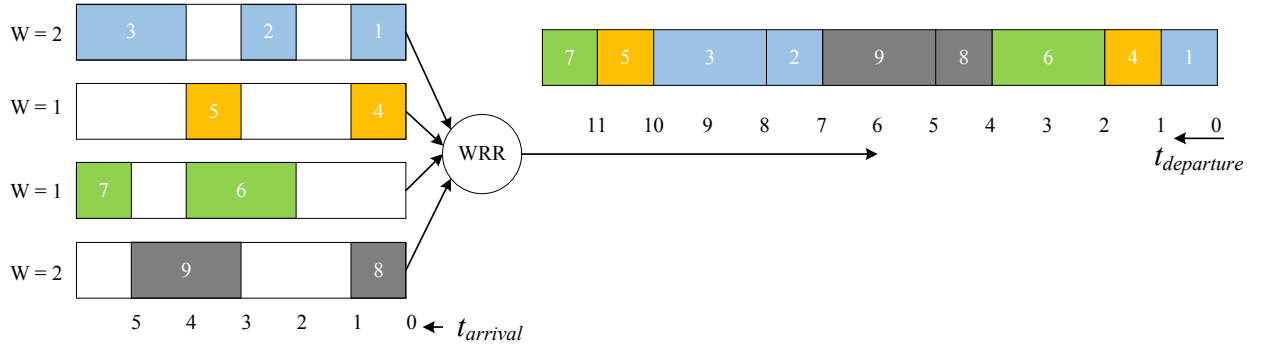 W = 2 3 2 1
W = 1 5 4
W = 1 7 6
W = 2 9 8
5 4 3 2 1 0 t_arrival
WRR
7 5 3 2 9 8 6 4 1
11 10 9 8 7 6 5 4 3 2 1 0
t_departure